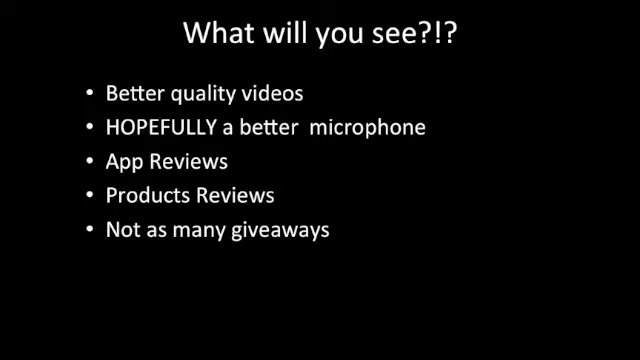 What will you see?!?
• Better quality videos
• HOPEFULLY a better  microphone
• App Reviews
• Products Reviews
• Not as many giveaways